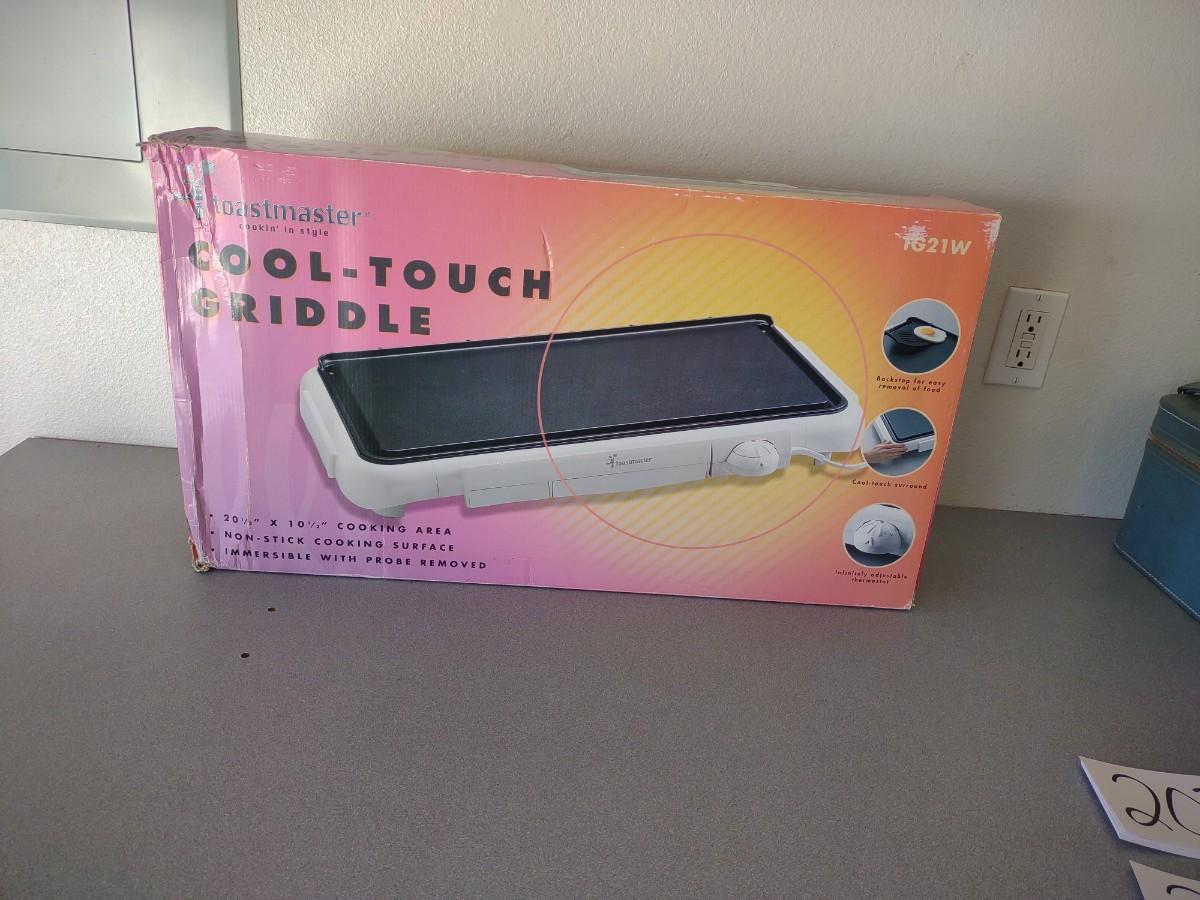 toastmaster®
cookin' in style
COOL-TOUCH
GRIDDLE
TG21W
toastmaster
Backstop for easy
removal of food
Cool-touch surround
Infinitely adjustable
thermostat
• 20½" X 10½" COOKING AREA
• NON-STICK COOKING SURFACE
• IMMERSIBLE WITH PROBE REMOVED